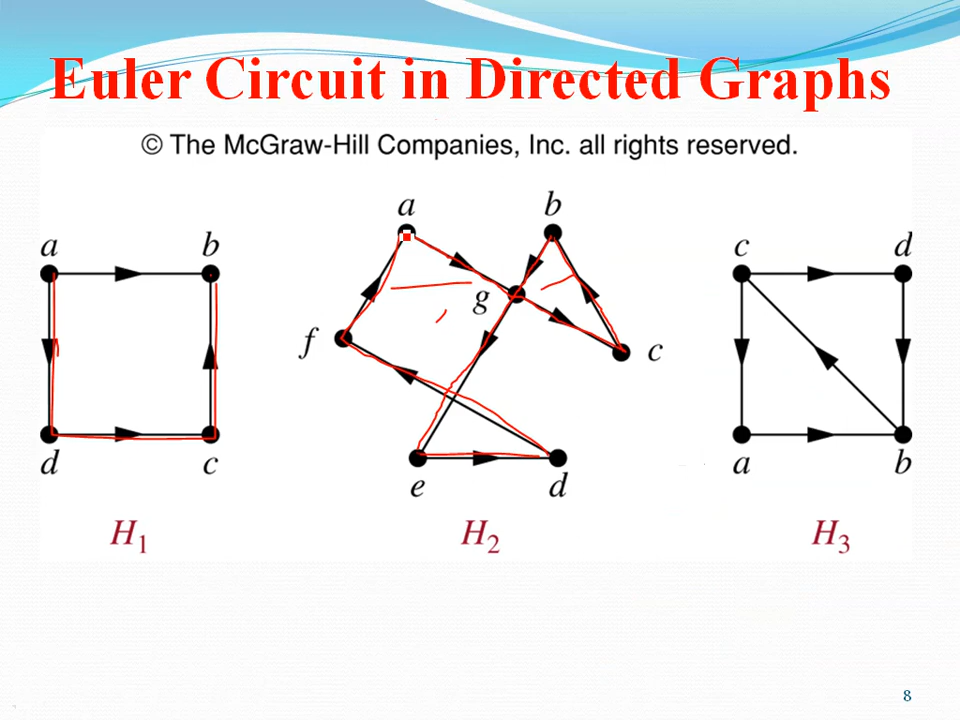 Euler Circuit in Directed Graphs
© The McGraw-Hill Companies, Inc. all rights reserved.
a b
d c
H1
a b
g
f c
e d
H2
c d
a b
H3
8